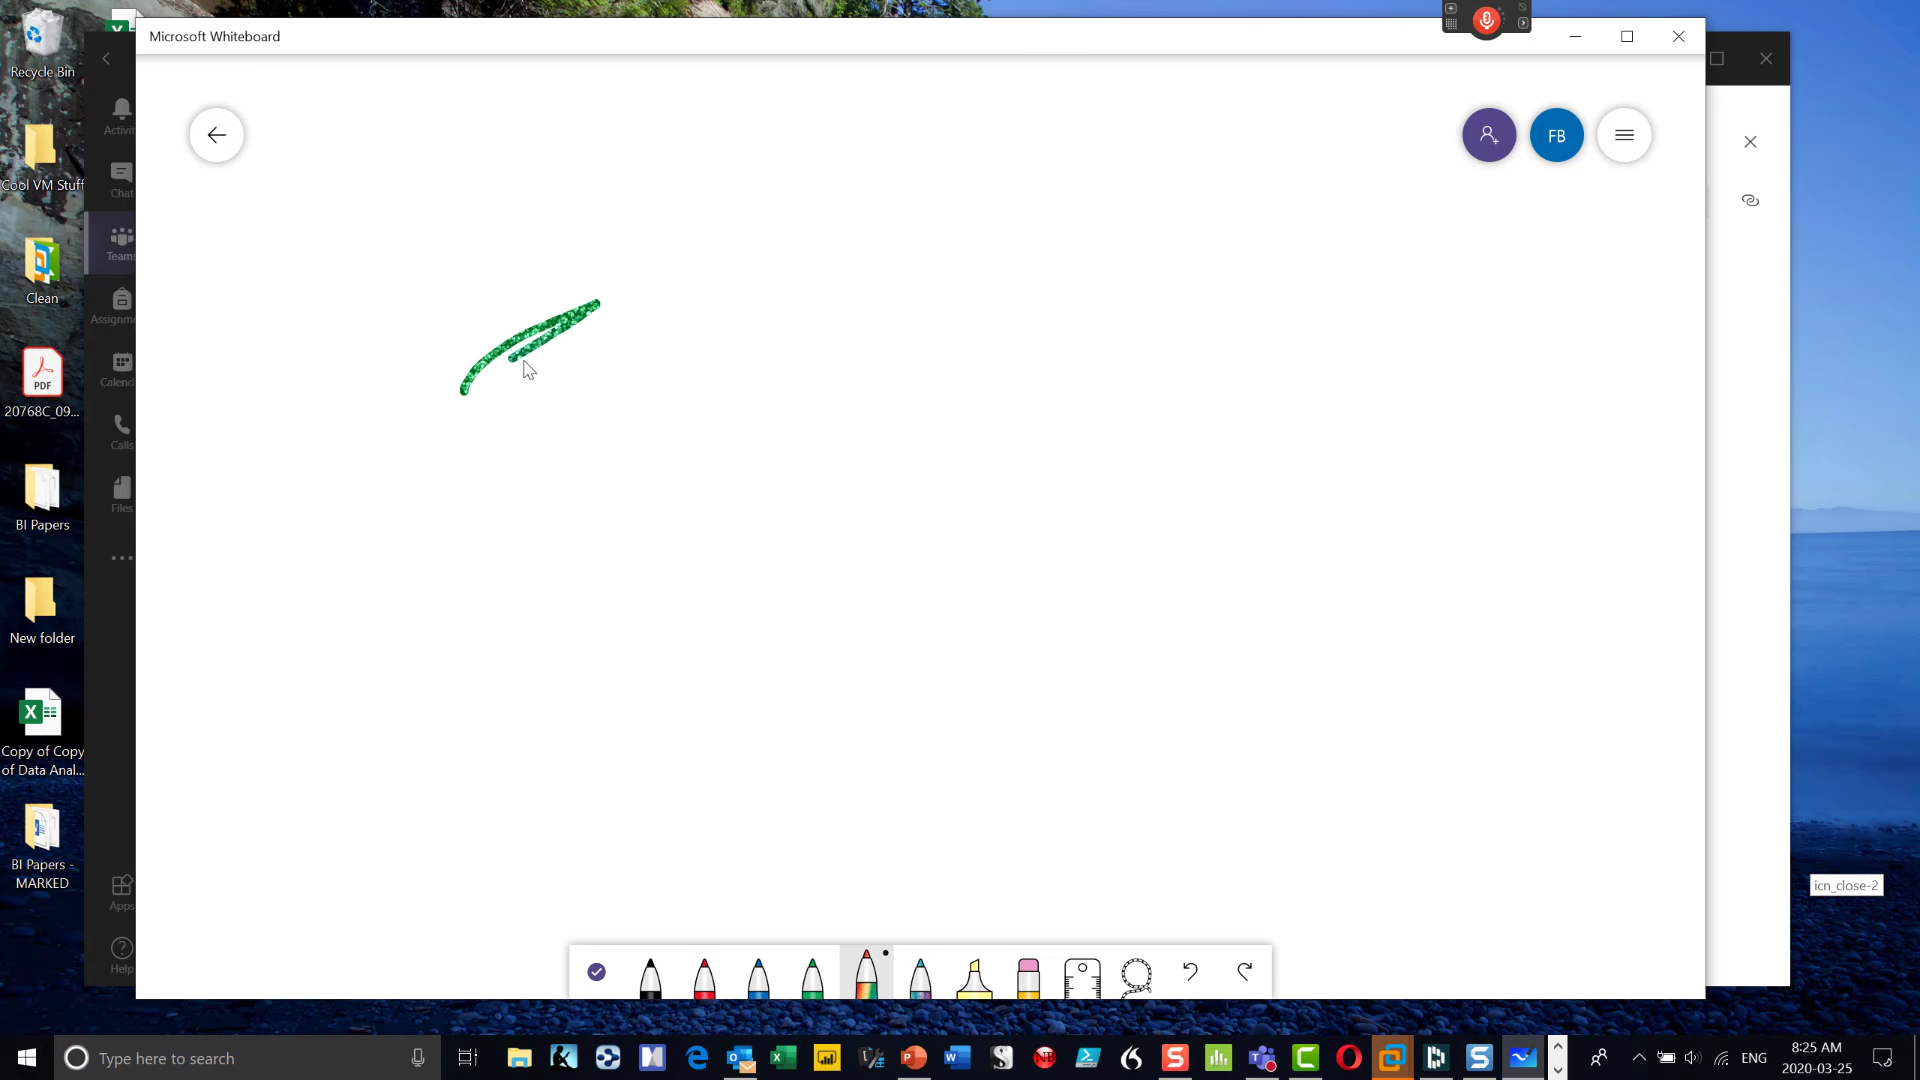 Microsoft Whiteboard
FB
Recycle Bin
Activit
Chat
Cool VM Stuff
Teams
Clean
Assignme
Calend
PDF
20768C_09...
Calls
Files
BI Papers
New folder
Copy of Copy
of Data Anal...
BI Papers -
MARKED
Apps
Help
icn_close-2
Type here to search
ENG
8:25 AM
2020-03-25